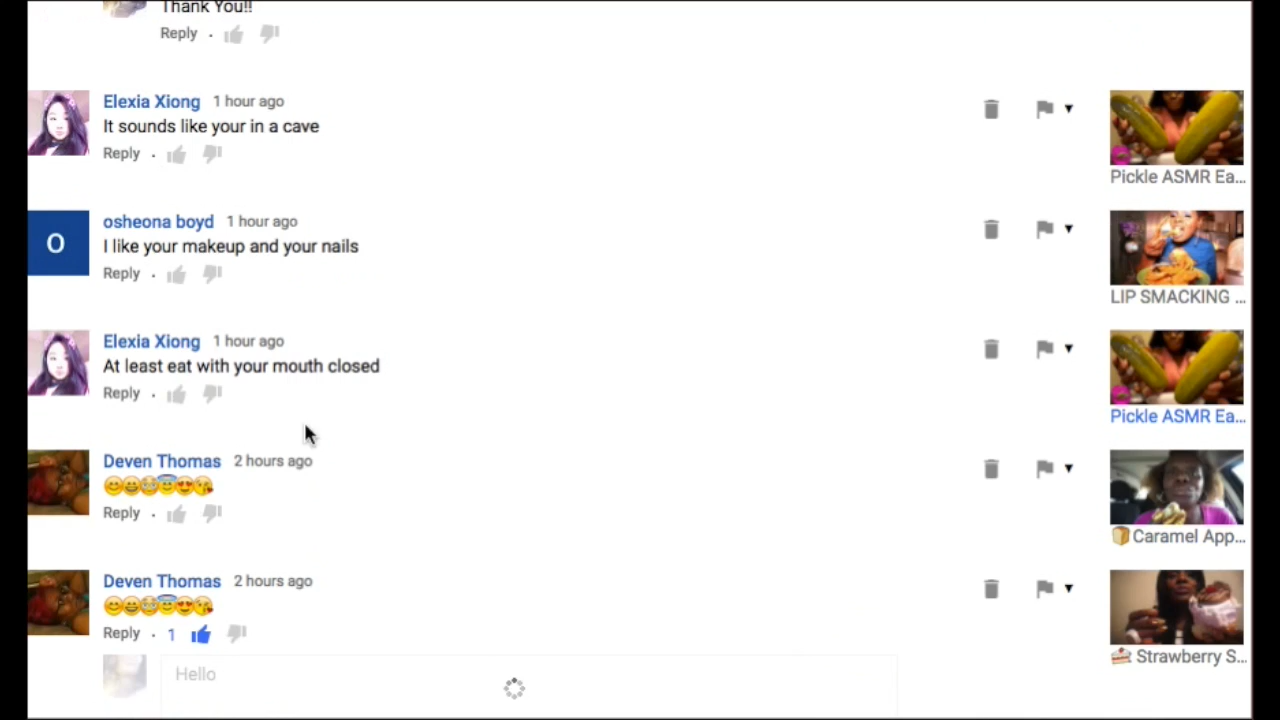 Thank You!!
Reply
Elexia Xiong 1 hour ago
It sounds like your in a cave
Reply
Pickle ASMR Ea...
O
osheona boyd 1 hour ago
I like your makeup and your nails
Reply
LIP SMACKING ...
Elexia Xiong 1 hour ago
At least eat with your mouth closed
Reply
Pickle ASMR Ea...
Deven Thomas 2 hours ago
😊😄🥹😇😍😘
Reply
🍞Caramel App...
Deven Thomas 2 hours ago
😊😄🥹😇😍😘
Reply · 1
🍰 Strawberry S...
Hello